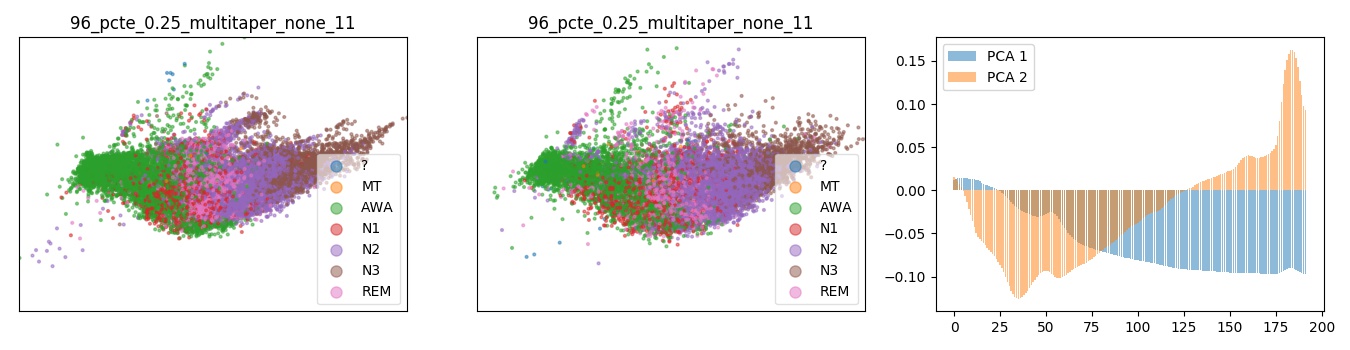 96_pcte_0.25_multitaper_none_11
?
MT
AWA
N1
N2
N3
REM
96_pcte_0.25_multitaper_none_11
?
MT
AWA
N1
N2
N3
REM
PCA 1
PCA 2
0.15
0.10
0.05
0.00
−0.05
−0.10
0 25 50 75 100 125 150 175 200